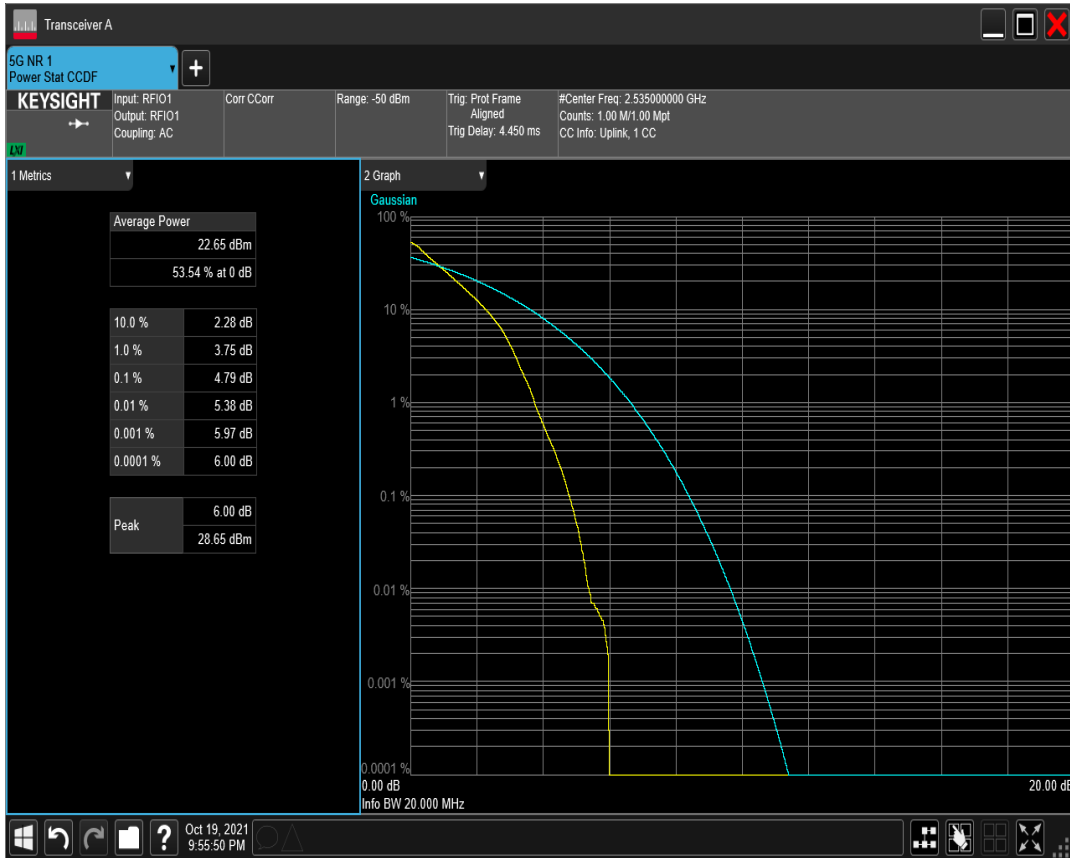 Transceiver A
5G NR 1
Power Stat CCDF
KEYSIGHT
LXI
Input: RFIO1
Output: RFIO1
Coupling: AC
Corr CCorr
Range: -50 dBm
Trig: Prot Frame
Aligned
Trig Delay: 4.450 ms
#Center Freq: 2.535000000 GHz
Counts: 1.00 M/1.00 Mpt
CC Info: Uplink, 1 CC
1 Metrics
Average Power
22.65 dBm
53.54 % at 0 dB
10.0 % 2.28 dB
1.0 % 3.75 dB
0.1 % 4.79 dB
0.01 % 5.38 dB
0.001 % 5.97 dB
0.0001 % 6.00 dB
Peak
6.00 dB
28.65 dBm
2 Graph
Gaussian
100 %
10 %
1 %
0.1 %
0.01 %
0.001 %
0.0001 %
0.00 dB
20.00 dB
Info BW 20.000 MHz
?
Oct 19, 2021
9:55:50 PM